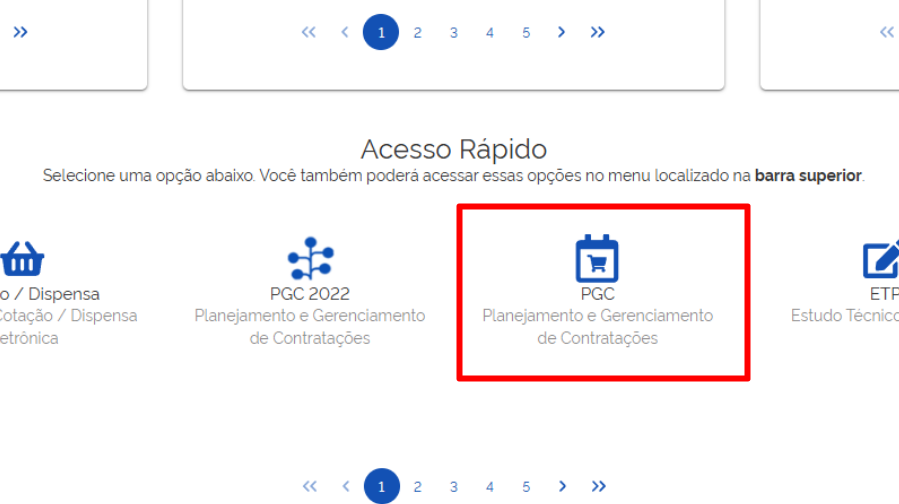 1 2 3 4 5
Acesso Rápido
Selecione uma opção abaixo. Você também poderá acessar essas opções no menu localizado na barra superior.
o / Dispensa
Cotação / Dispensa
etrônica
PGC 2022
Planejamento e Gerenciamento
de Contratações
PGC
Planejamento e Gerenciamento
de Contratações
ETP
Estudo Técnico
1 2 3 4 5